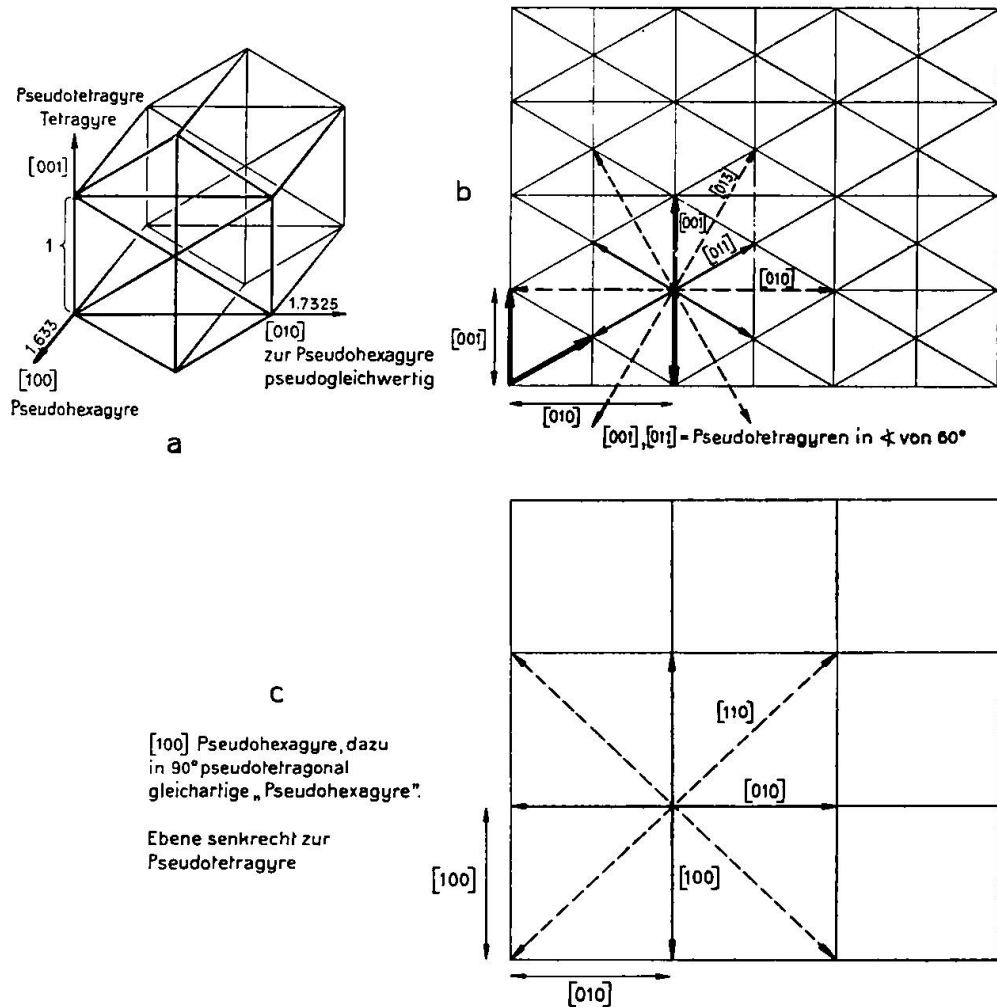 Pseudotetragyre
Tetragyre
[001]
1
1.633
[100]
Pseudohexagyre
1.7325
[010]
zur Pseudohexagyre
pseudogleichwertig
a
b
[013]
[001]
[011]
[010]
[001]
[010]
[001],[011] = Pseudotetragyren in ∢ von 60°
c
[100] Pseudohexagyre, dazu
in 90° pseudotetragonal
gleichartige „Pseudohexagyre".
Ebene senkrecht zur
Pseudotetragyre
[110]
[010]
[100]
[100]
[010]